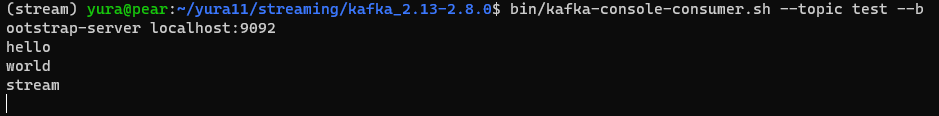 (stream) yura@pear:~/yura11/streaming/kafka_2.13-2.8.0$ bin/kafka-console-consumer.sh --topic test --b
ootstrap-server localhost:9092
hello
world
stream